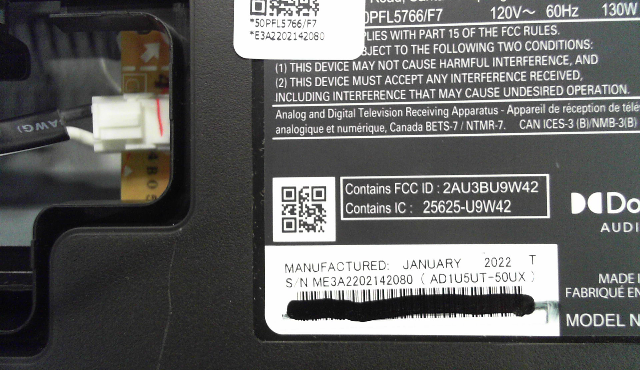 *50PFL5766/F7
*E3A2202142080
50PFL5766/F7 120V~ 60Hz 130W
PLIES WITH PART 15 OF THE FCC RULES.
BJECT TO THE FOLLOWING TWO CONDITIONS:
(1) THIS DEVICE MAY NOT CAUSE HARMFUL INTERFERENCE, AND
(2) THIS DEVICE MUST ACCEPT ANY INTERFERENCE RECEIVED,
INCLUDING INTERFERENCE THAT MAY CAUSE UNDESIRED OPERATION.
Analog and Digital Television Receiving Apparatus - Appareil de réception de télé
analogique et numérique, Canada BETS-7 / NTMR-7. CAN ICES-3 (B)/NMB-3(B)
Contains FCC ID : 2AU3BU9W42
Contains IC : 25625-U9W42
Do
AUDI
MANUFACTURED: JANUARY 2022 T
S/N ME3A2202142080 ( AD1U5UT-50UX )
MADE I
FABRIQUÉ EN
MODEL N
AWG)